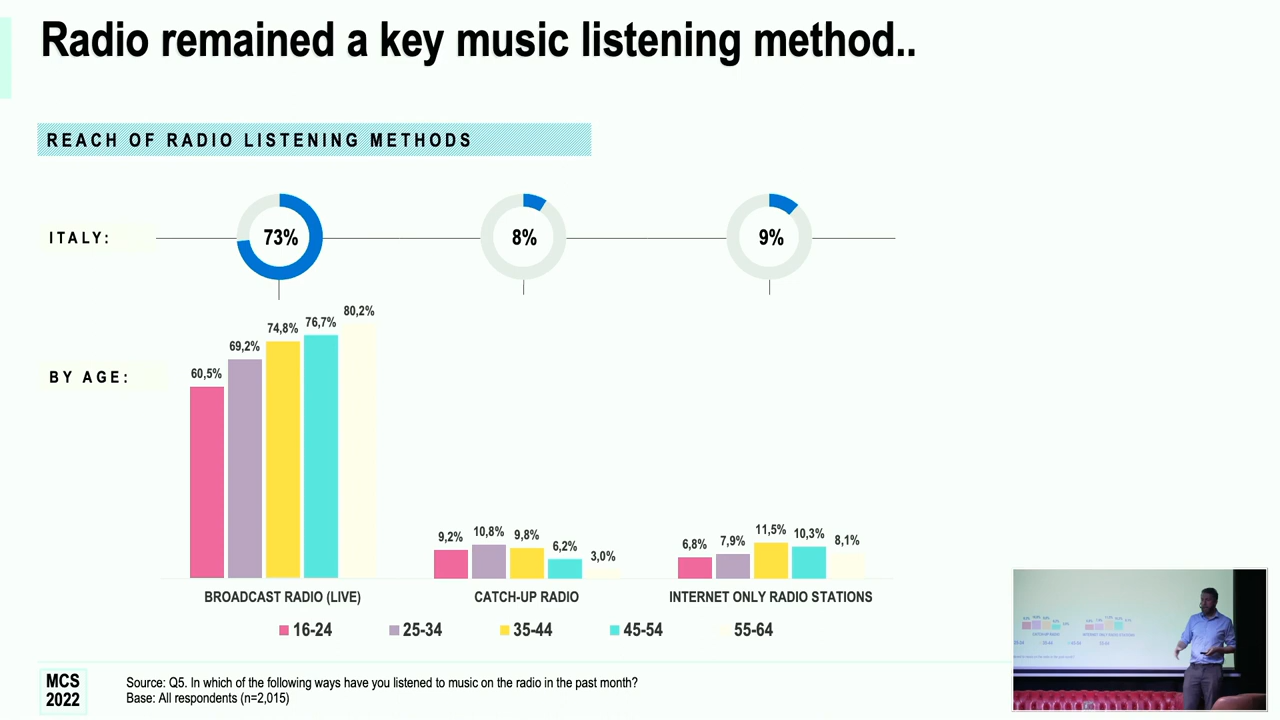 Radio remained a key music listening method..
REACH OF RADIO LISTENING METHODS
ITALY:
73%
8%
9%
BY AGE:
60,5%
69,2%
74,8%
76,7%
80,2%
9,2%
10,8%
9,8%
6,2%
3,0%
6,8%
7,9%
11,5%
10,3%
8,1%
BROADCAST RADIO (LIVE)
CATCH-UP RADIO
INTERNET ONLY RADIO STATIONS
16-24
25-34
35-44
45-54
55-64
MCS
2022
Source: Q5. In which of the following ways have you listened to music on the radio in the past month?
Base: All respondents (n=2,015)